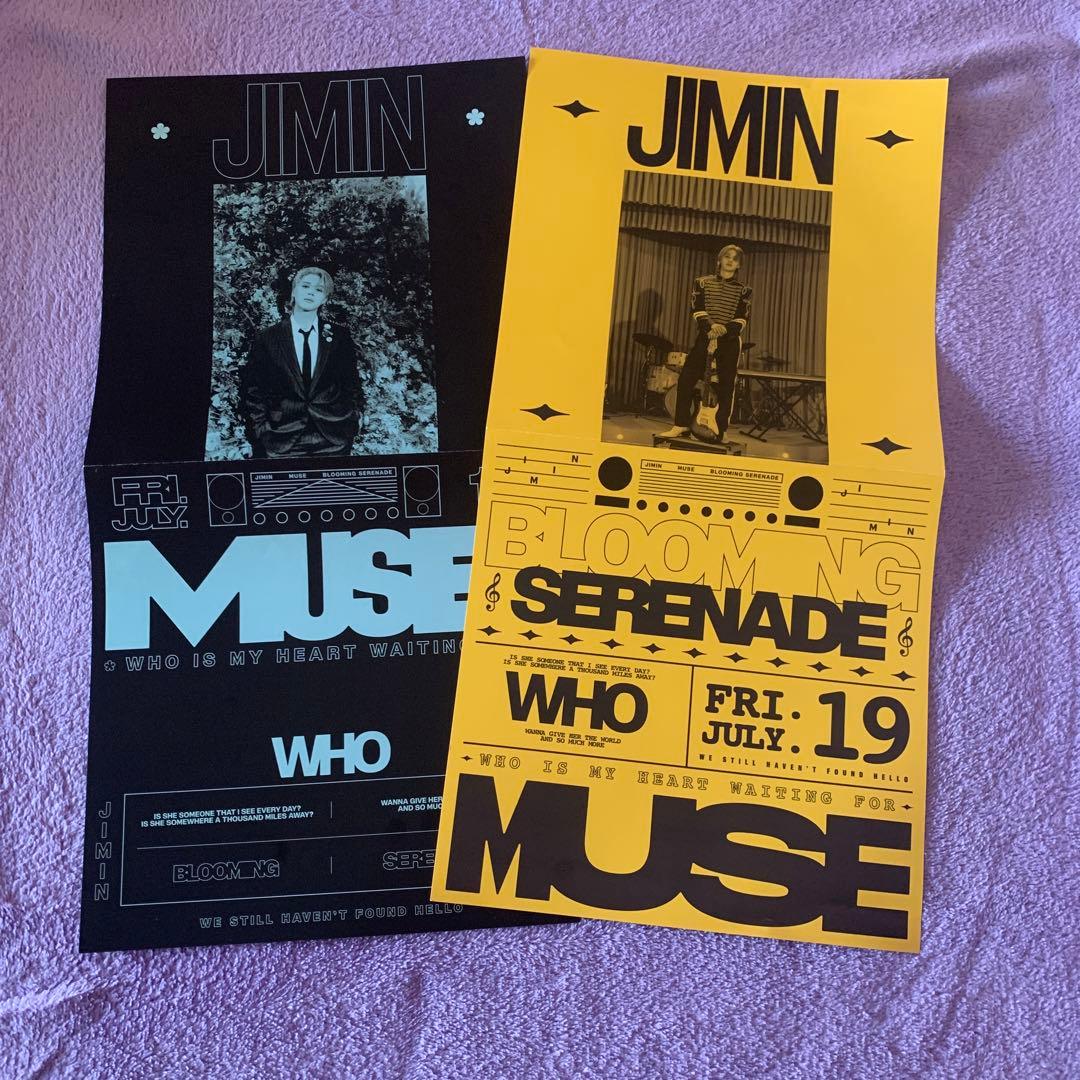 JIMIN
FRI.
JULY.
JIMIN MUSE BLOOMING SERENADE
MUSE
* WHO IS MY HEART WAITING
WHO
IS SHE SOMEONE THAT I SEE EVERY DAY?
IS SHE SOMEWHERE A THOUSAND MILES AWAY?
WANNA GIVE HER
AND SO MUC
JIMIN
BLOOMING
SERE
WE STILL HAVEN'T FOUND HELLO
JIMIN
JIMIN
JIMIN MUSE BLOOMING SERENADE
JIMIN
BLOOMING
SERENADE
IS SHE SOMEONE THAT I SEE EVERY DAY?
IS SHE SOMEWHERE A THOUSAND MILES AWAY?
WHO
WANNA GIVE HER THE WORLD
AND SO MUCH MORE
FRI.
JULY. 19
WE STILL HAVEN'T FOUND HELLO
WHO IS MY HEART WAITING FOR
MUSE